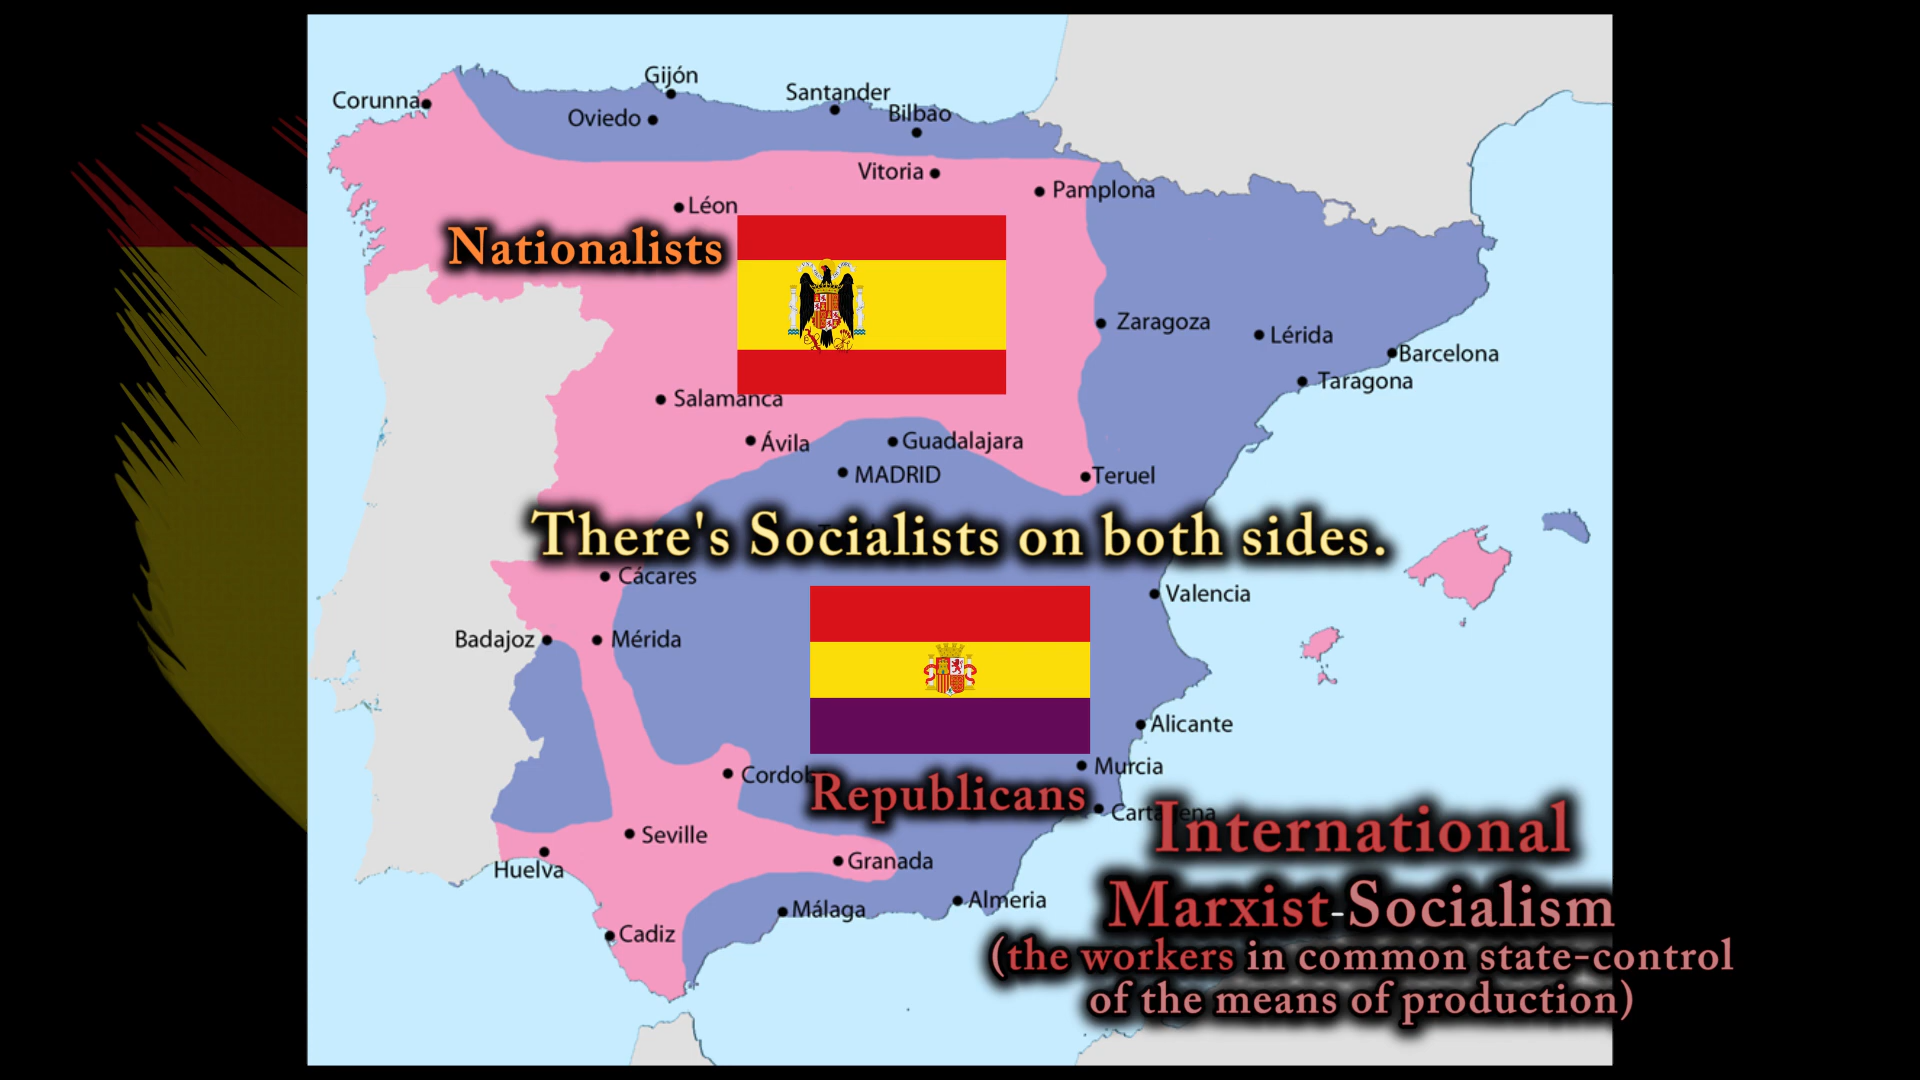 Gijón
Corunna
Santander
Oviedo
Bilbao
Vitoria
Pamplona
Léon
Nationalists
Zaragoza
Lérida
Barcelona
Taragona
Salamanca
Ávila
Guadalajara
MADRID
Teruel
There's Socialists on both sides.
Cácares
Valencia
Badajoz
Mérida
Alicante
Murcia
Republicans
International
Seville
Granada
Huelva
Marxist-Socialism
Almeria
Málaga
Cadiz
(the workers in common state-control
of the means of production)